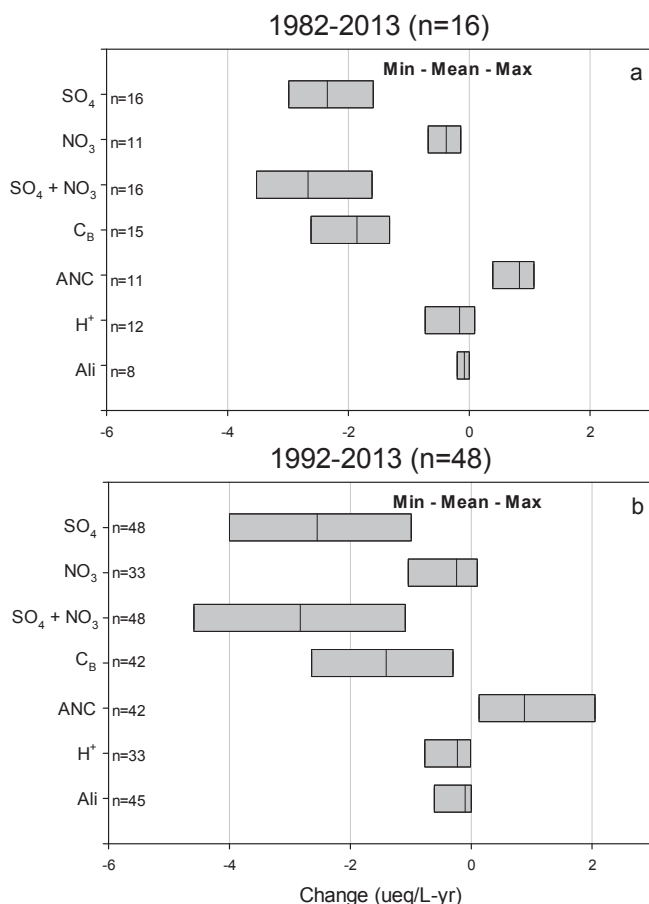 1982-2013 (n=16)
Min - Mean - Max
a
SO₄ n=16
NO₃ n=11
SO₄ + NO₃ n=16
C_B n=15
ANC n=11
H⁺ n=12
Ali n=8
-6 -4 -2 0 2
1992-2013 (n=48)
Min - Mean - Max
b
SO₄ n=48
NO₃ n=33
SO₄ + NO₃ n=48
C_B n=42
ANC n=42
H⁺ n=33
Ali n=45
-6 -4 -2 0 2
Change (ueq/L-yr)